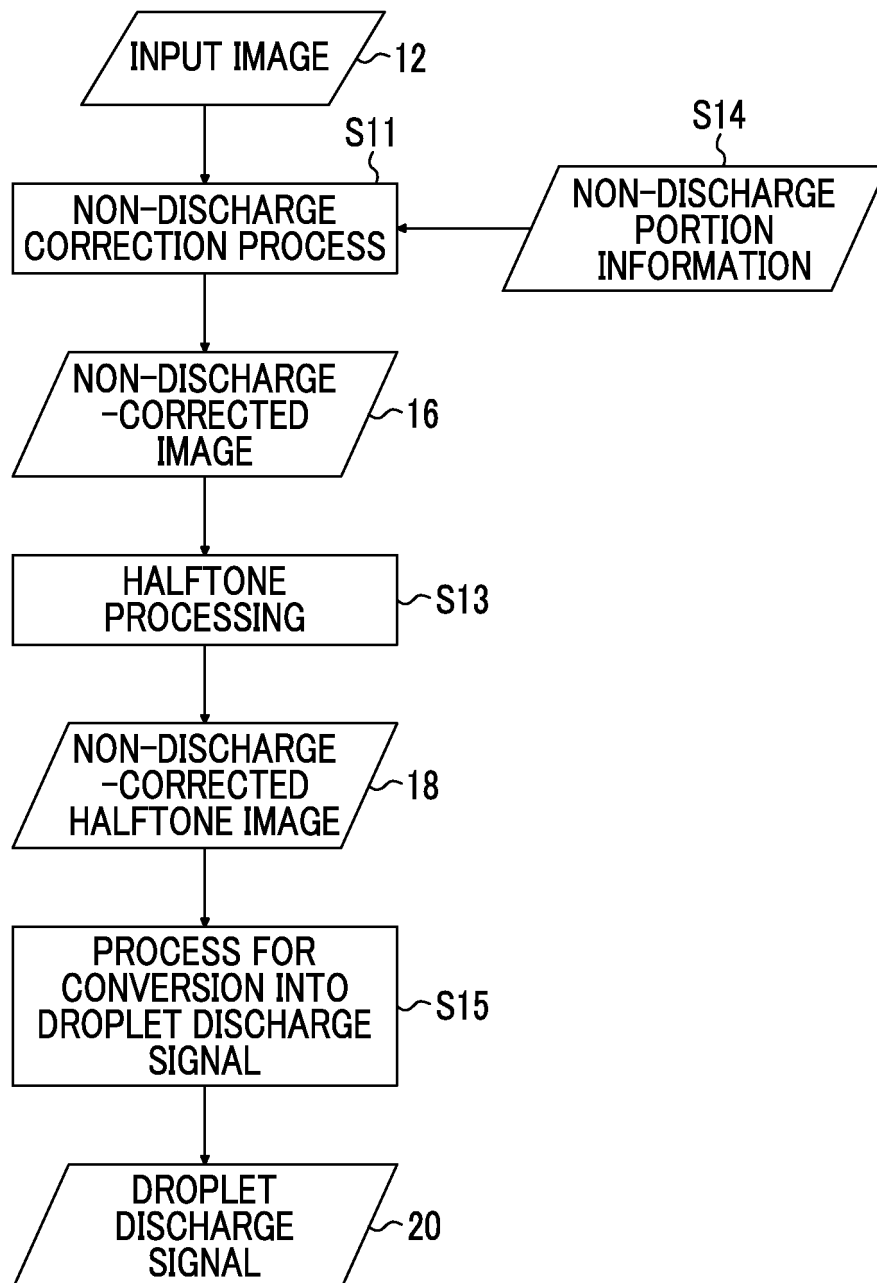 INPUT IMAGE
12
S11
S14
NON-DISCHARGE
CORRECTION PROCESS
NON-DISCHARGE
PORTION
INFORMATION
NON-DISCHARGE
-CORRECTED
IMAGE
16
HALFTONE
PROCESSING
S13
NON-DISCHARGE
-CORRECTED
HALFTONE IMAGE
18
PROCESS FOR
CONVERSION INTO
DROPLET DISCHARGE
SIGNAL
S15
DROPLET
DISCHARGE
SIGNAL
20